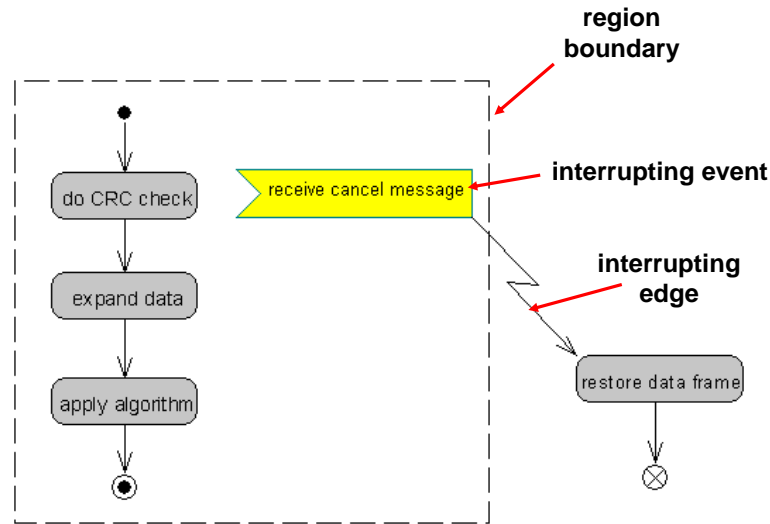 region
boundary
do CRC check
receive cancel message
interrupting event
expand data
interrupting
edge
apply algorithm
restore data frame